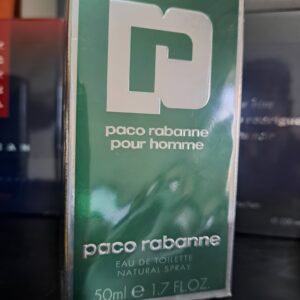 paco rabanne
pour homme
paco rabanne
EAU DE TOILETTE
NATURAL SPRAY
50ml e 1.7 FL.OZ.